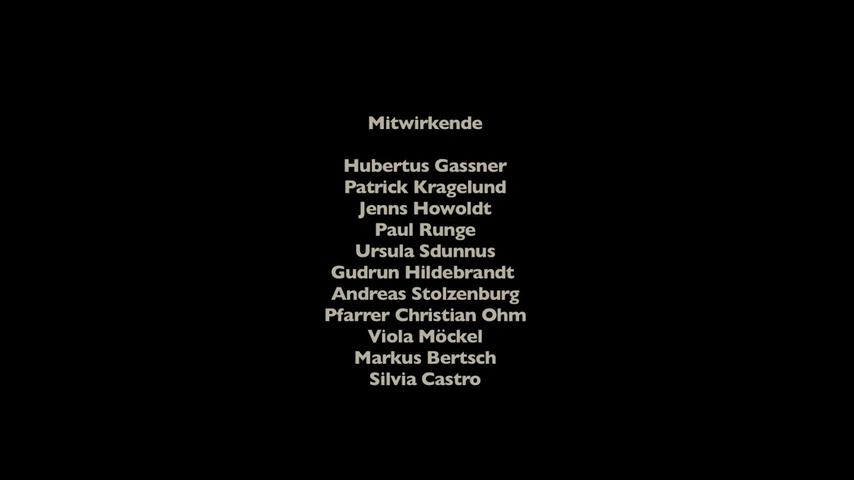 Mitwirkende
Hubertus Gassner
Patrick Kragelund
Jenns Howoldt
Paul Runge
Ursula Sdunnus
Gudrun Hildebrandt
Andreas Stolzenburg
Pfarrer Christian Ohm
Viola Möckel
Markus Bertsch
Silvia Castro